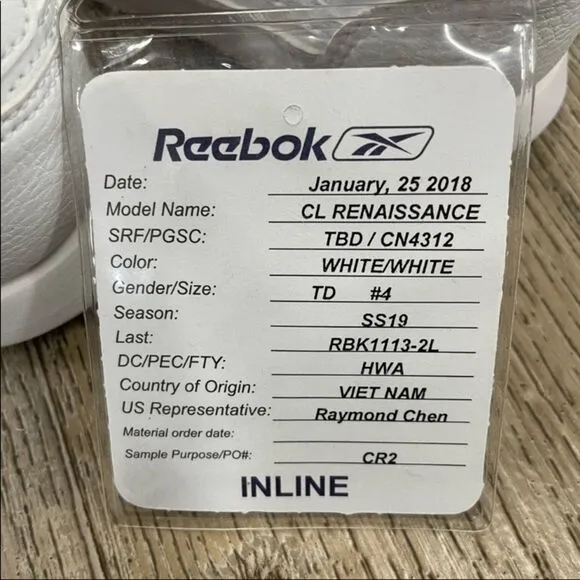 Reebok
Date: January, 25 2018
Model Name: CL RENAISSANCE
SRF/PGSC: TBD / CN4312
Color: WHITE/WHITE
Gender/Size: TD #4
Season: SS19
Last: RBK1113-2L
DC/PEC/FTY: HWA
Country of Origin: VIET NAM
US Representative: Raymond Chen
Material order date:
Sample Purpose/PO#: CR2
INLINE